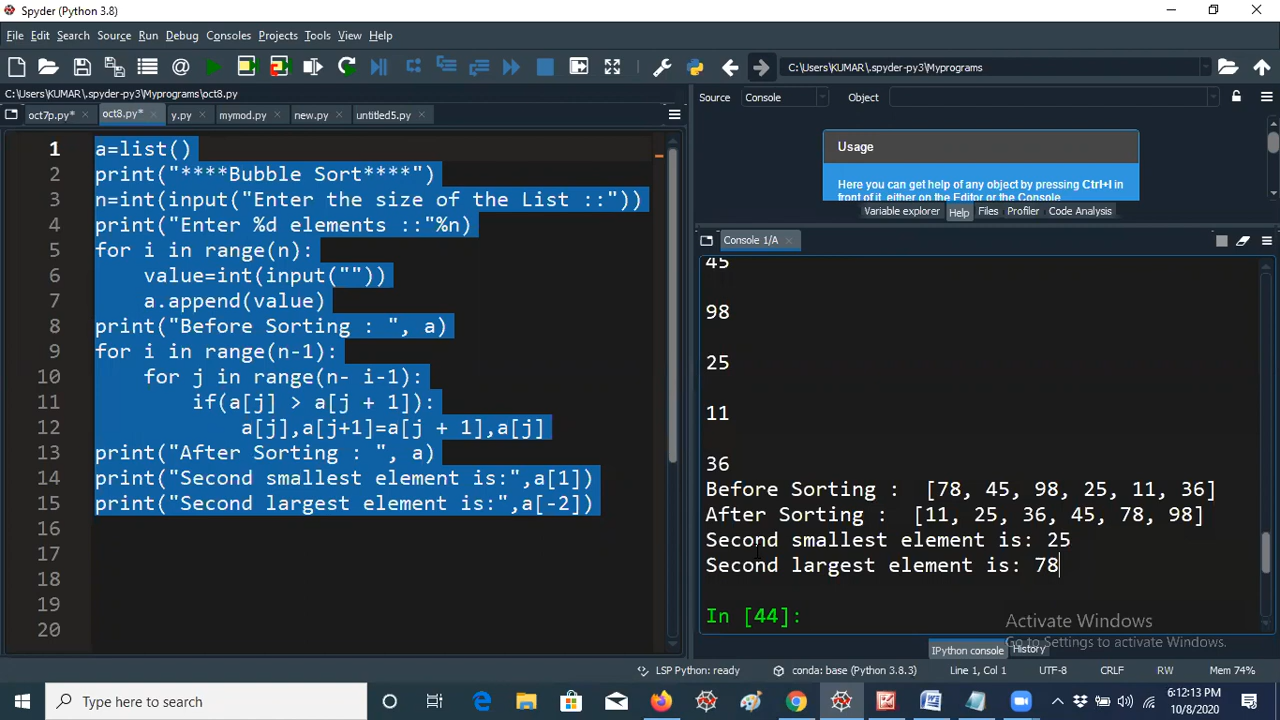 Spyder (Python 3.8)
File Edit Search Source Run Debug Consoles Projects Tools View Help
C:\Users\KUMAR\.spyder-py3\Myprograms
C:\Users\KUMAR\.spyder-py3\Myprograms\oct8.py
oct7p.py* oct8.py* y.py mymod.py new.py untitled5.py
1 a=list()
2 print("****Bubble Sort****")
3 n=int(input("Enter the size of the List ::"))
4 print("Enter %d elements ::"%n)
5 for i in range(n):
6     value=int(input(""))
7     a.append(value)
8 print("Before Sorting : ", a)
9 for i in range(n-1):
10     for j in range(n- i-1):
11         if(a[j] > a[j + 1]):
12             a[j],a[j+1]=a[j + 1],a[j]
13 print("After Sorting : ", a)
14 print("Second smallest element is:",a[1])
15 print("Second largest element is:",a[-2])
16
17
18
19
20
Source Console Object
Usage
Here you can get help of any object by pressing Ctrl+I in
front of it, either on the Editor or the Console.
Variable explorer Help Files Profiler Code Analysis
Console 1/A
45
98
25
11
36
Before Sorting :  [78, 45, 98, 25, 11, 36]
After Sorting :  [11, 25, 36, 45, 78, 98]
Second smallest element is: 25
Second largest element is: 78
In [44]:
Activate Windows
Go to Settings to activate Windows.
IPython console History
LSP Python: ready conda: base (Python 3.8.3) Line 1, Col 1 UTF-8 CRLF RW Mem 74%
Type here to search
6:12:13 PM
10/8/2020